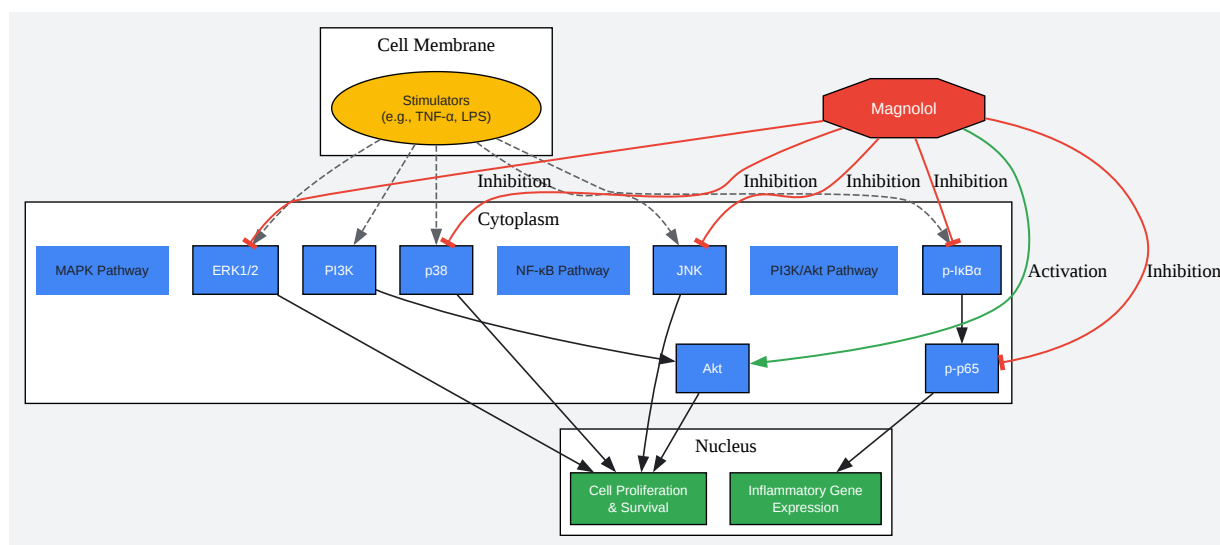 Cell Membrane
Stimulators
(e.g., TNF-α, LPS)
Magnolol
Inhibition
Inhibition
Inhibition
Inhibition
Cytoplasm
MAPK Pathway
ERK1/2
PI3K
p38
NF-κB Pathway
JNK
PI3K/Akt Pathway
p-IκBα
Activation
Inhibition
Akt
p-p65
Nucleus
Cell Proliferation
& Survival
Inflammatory Gene
Expression